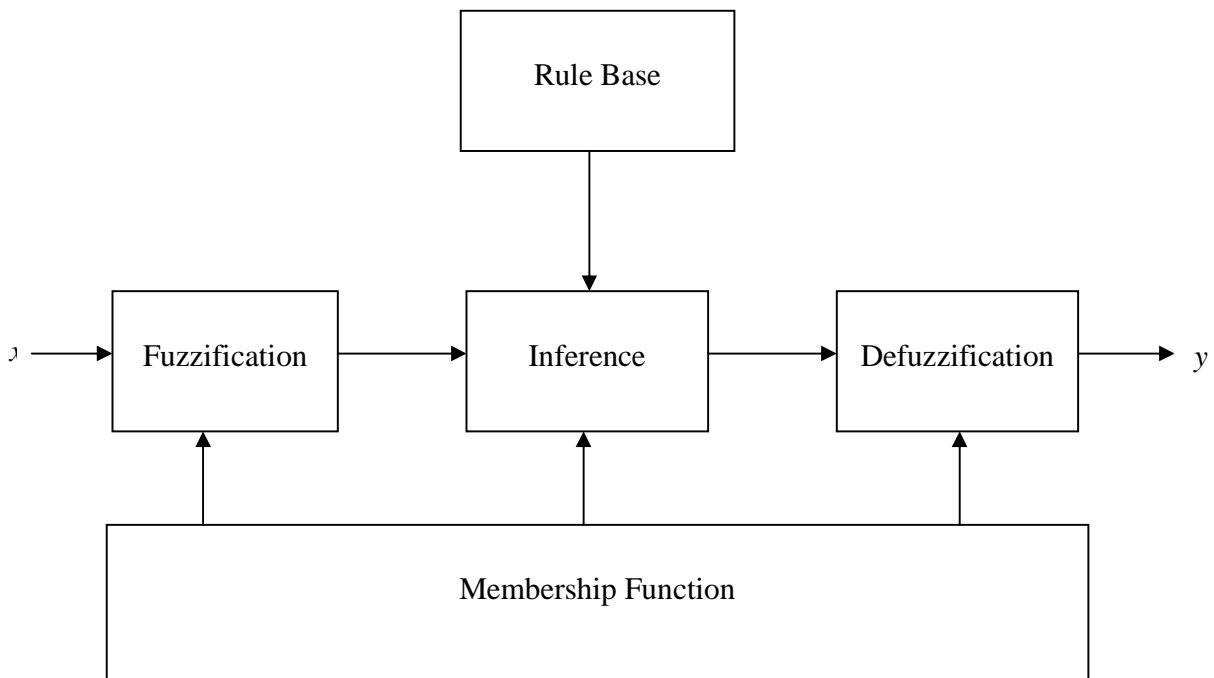 Rule Base
x
Fuzzification
Inference
Defuzzification
y
Membership Function